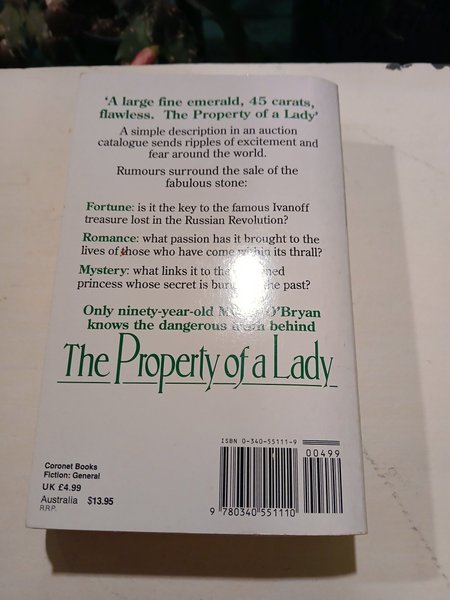 'A large fine emerald, 45 carats,
flawless. The Property of a Lady'
A simple description in an auction
catalogue sends ripples of excitement and
fear around the world.
Rumours surround the sale of the
fabulous stone:
Fortune: is it the key to the famous Ivanoff
treasure lost in the Russian Revolution?
Romance: what passion has it brought to the
lives of those who have come within its thrall?
Mystery: what links it to the
princess whose secret is the past?
Only ninety-year-old O'Bryan
knows the dangerous behind
The Property of a Lady
ISBN 0-340-55111-9
00499
Coronet Books
Fiction: General
UK £4.99
Australia $13.95
R.R.P.
9 780340 551110